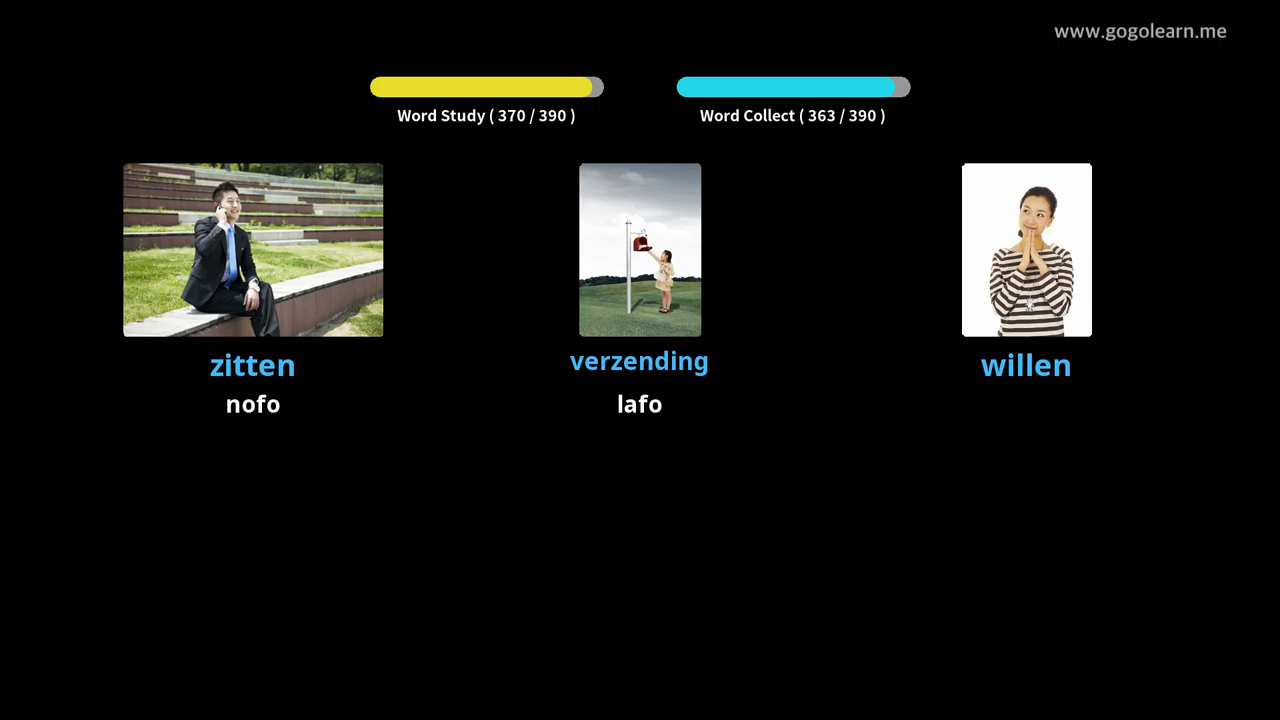 www.gogolearn.me
Word Study ( 370 / 390 )
Word Collect ( 363 / 390 )
zitten
verzending
willen
nofo
lafo